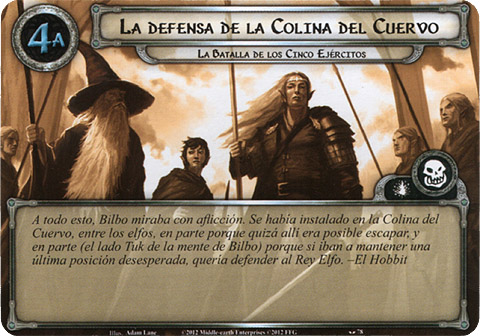 4A
La defensa de la Colina del Cuervo
La Batalla de los Cinco Ejércitos
A todo esto, Bilbo miraba con aflicción. Se había instalado en la Colina del
Cuervo, entre los elfos, en parte porque quizá allí era posible escapar, y
en parte (el lado Tuk de la mente de Bilbo) porque si iban a mantener una
última posición desesperada, quería defender al Rey Elfo. –El Hobbit
Illus. Adam Lane
©2012 Middle-earth Enterprises ©2012 FFG
78